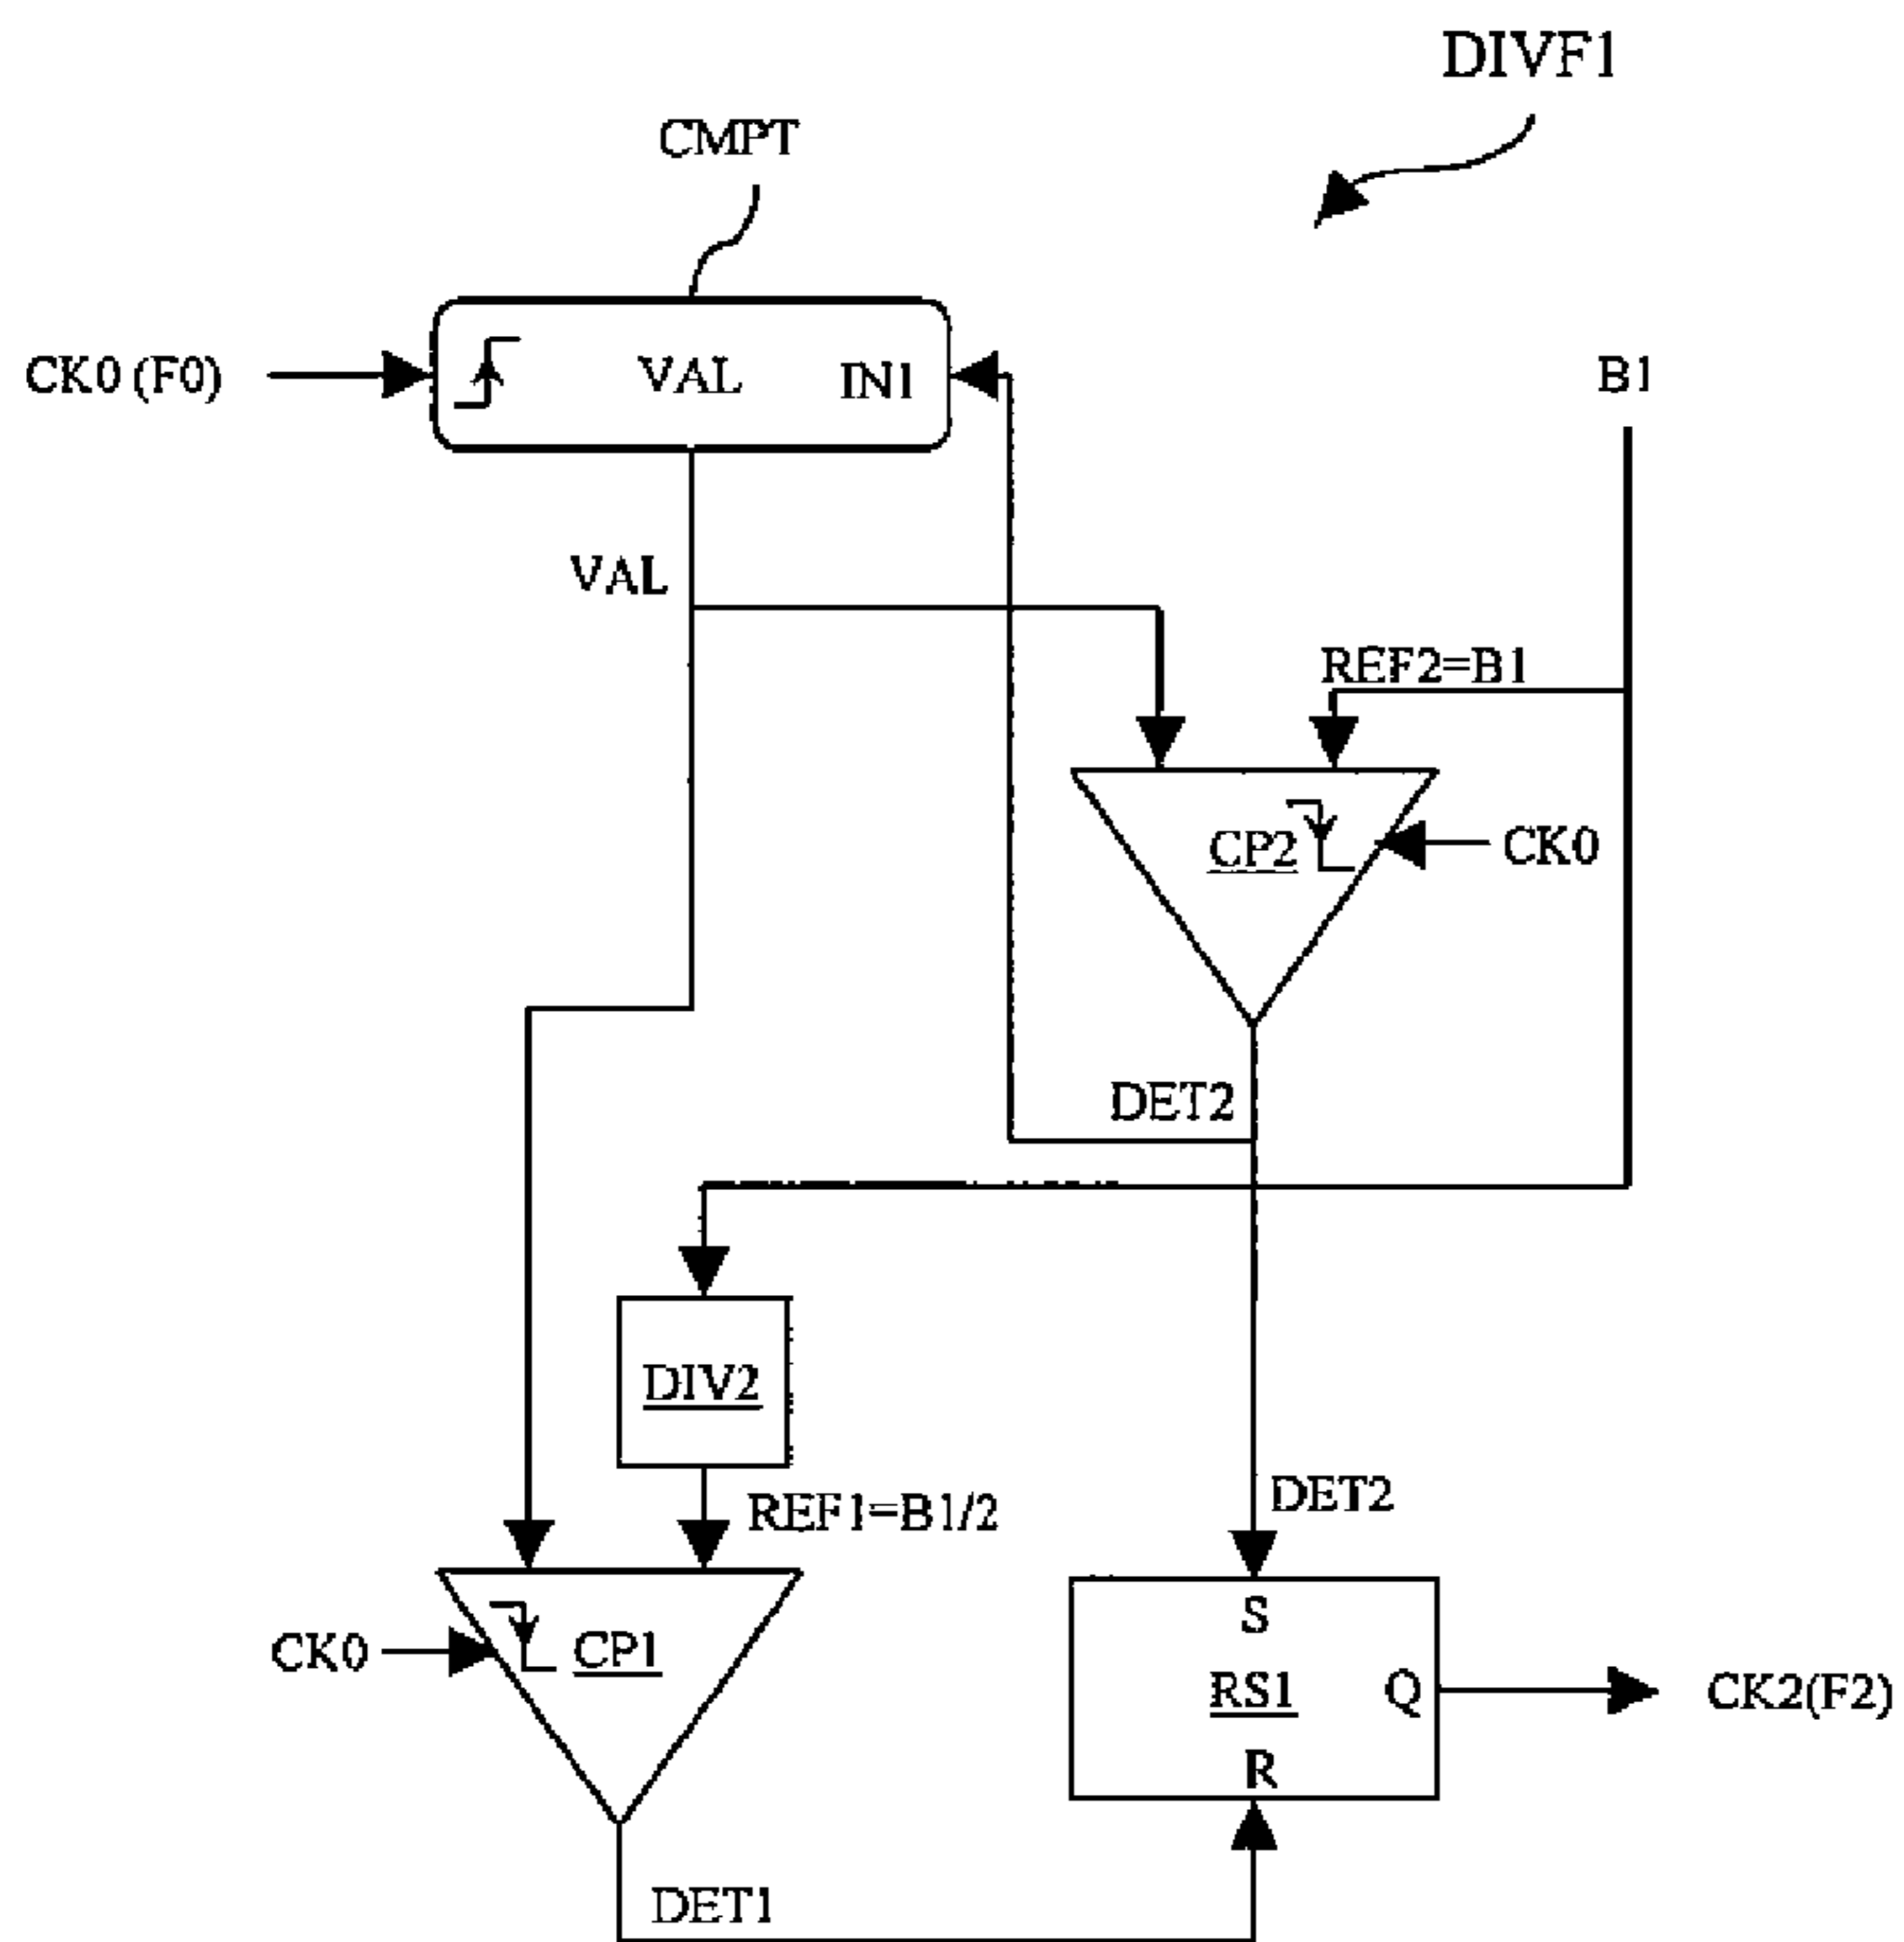 DIVF1
CMPT
CK0 (F0)
VAL
IN1
B1
VAL
REF2=B1
CP2
CK0
DET2
DIV2
REF1=B1/2
DET2
CK0
CP1
S
RS1
Q
CK2(F2)
R
DET1